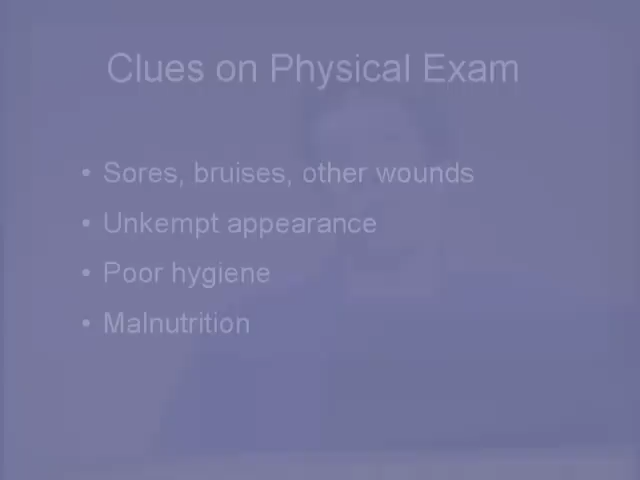 Clues on Physical Exam
• Sores, bruises, other wounds
• Unkempt appearance
• Poor hygiene
• Malnutrition